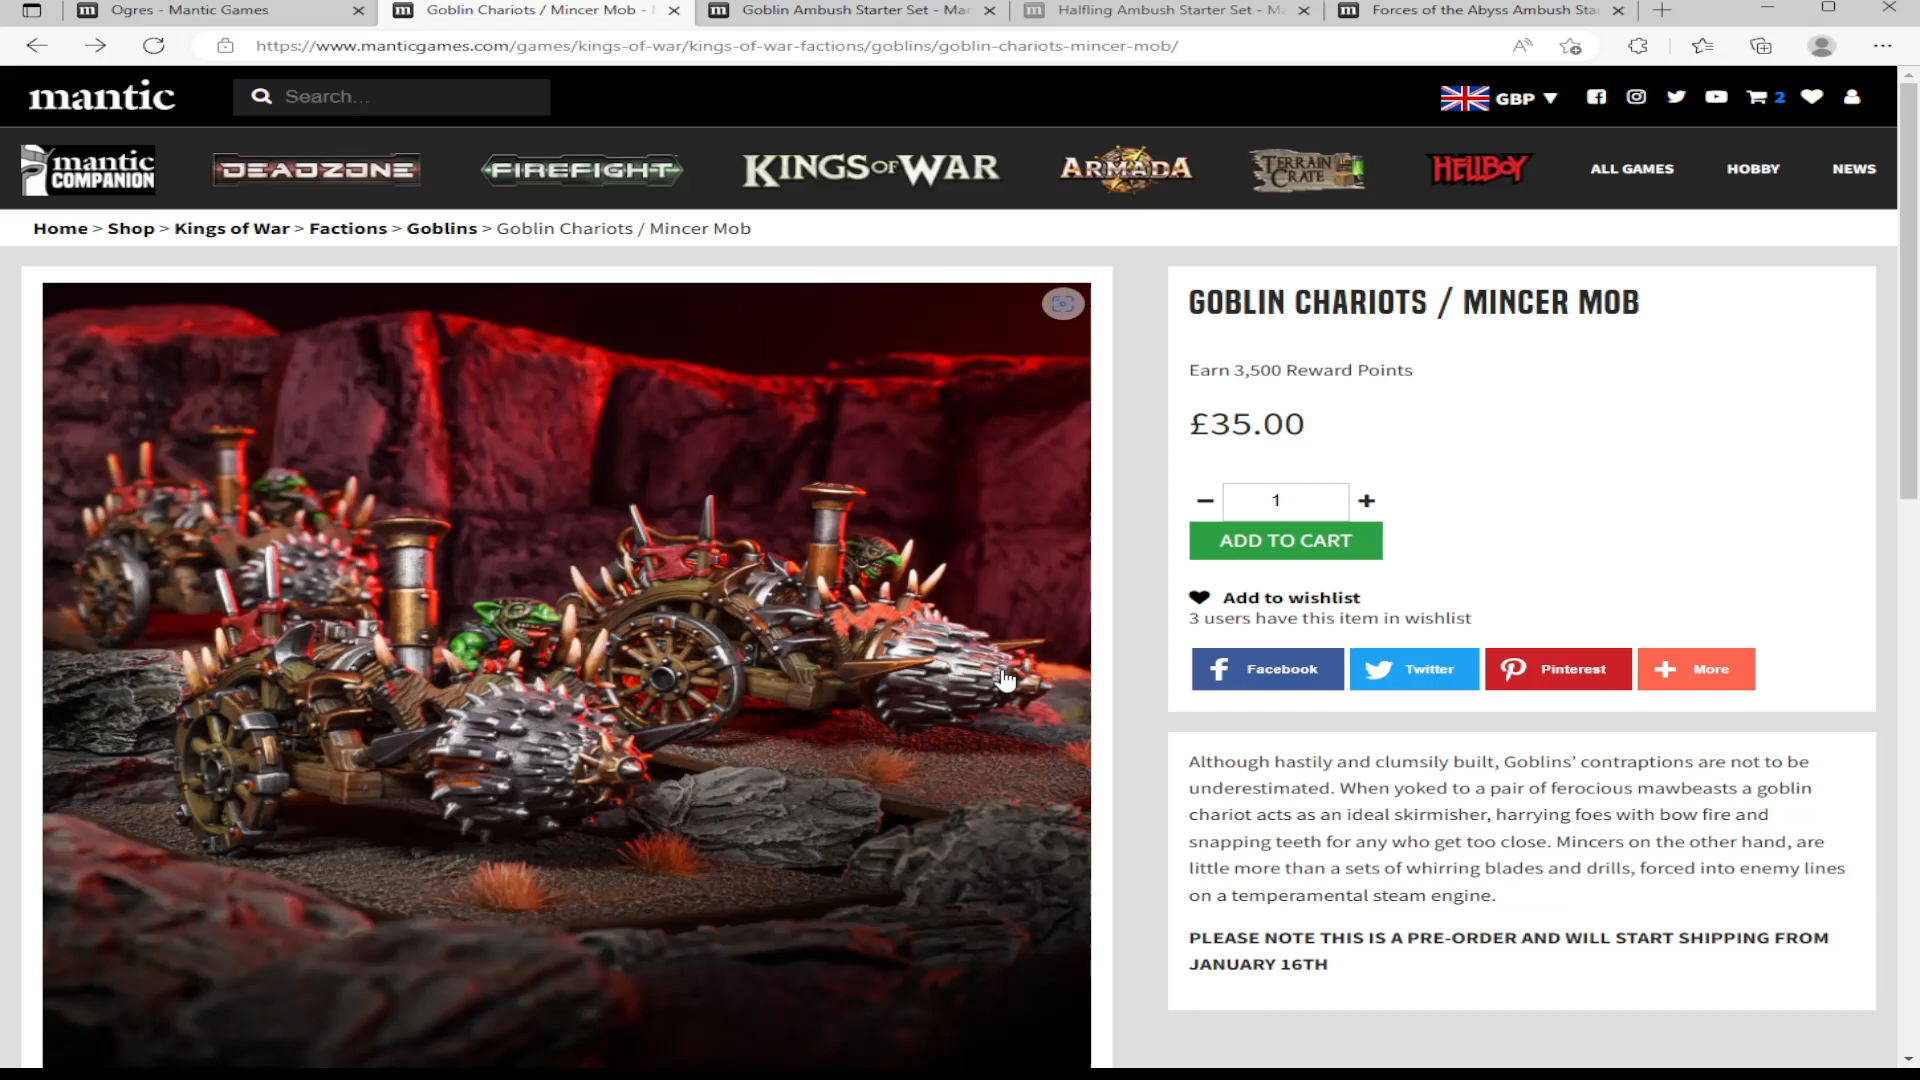 Ogres - Mantic Games
Goblin Chariots / Mincer Mob -
Goblin Ambush Starter Set - Ma
Halfling Ambush Starter Set - M
Forces of the Abyss Ambush Sta
https://www.manticgames.com/games/kings-of-war/kings-of-war-factions/goblins/goblin-chariots-mincer-mob/
mantic
Search...
GBP
2
mantic COMPANION
DEADZONE
FIREFIGHT
KINGS OF WAR
ARMADA
TERRAIN CRATE
HELLBOY
ALL GAMES
HOBBY
NEWS
Home > Shop > Kings of War > Factions > Goblins > Goblin Chariots / Mincer Mob
GOBLIN CHARIOTS / MINCER MOB
Earn 3,500 Reward Points
£35.00
− 1 +
ADD TO CART
Add to wishlist
3 users have this item in wishlist
Facebook
Twitter
Pinterest
More
Although hastily and clumsily built, Goblins’ contraptions are not to be
underestimated. When yoked to a pair of ferocious mawbeasts a goblin
chariot acts as an ideal skirmisher, harrying foes with bow fire and
snapping teeth for any who get too close. Mincers on the other hand, are
little more than a sets of whirring blades and drills, forced into enemy lines
on a temperamental steam engine.
PLEASE NOTE THIS IS A PRE-ORDER AND WILL START SHIPPING FROM
JANUARY 16TH